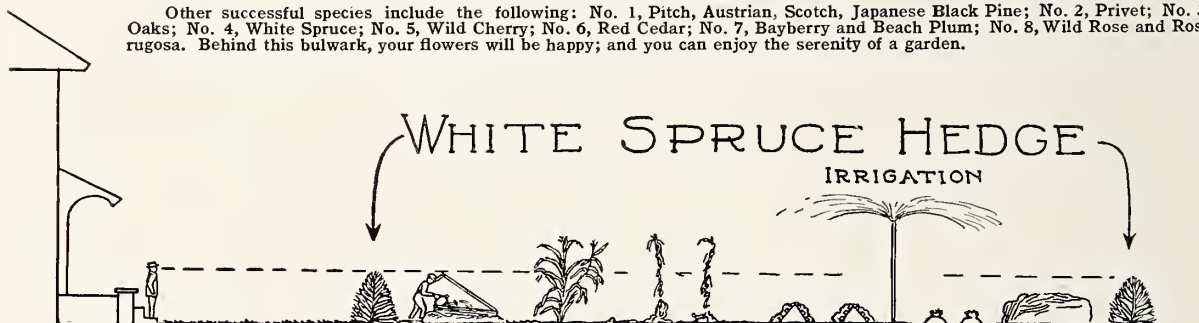 Other successful species include the following: No. 1, Pitch, Austrian, Scotch, Japanese Black Pine; No. 2, Privet; No.
Oaks; No. 4, White Spruce; No. 5, Wild Cherry; No. 6, Red Cedar; No. 7, Bayberry and Beach Plum; No. 8, Wild Rose and
rugosa. Behind this bulwark, your flowers will be happy; and you can enjoy the serenity of a garden.
WHITE SPRUCE HEDGE
IRRIGATION